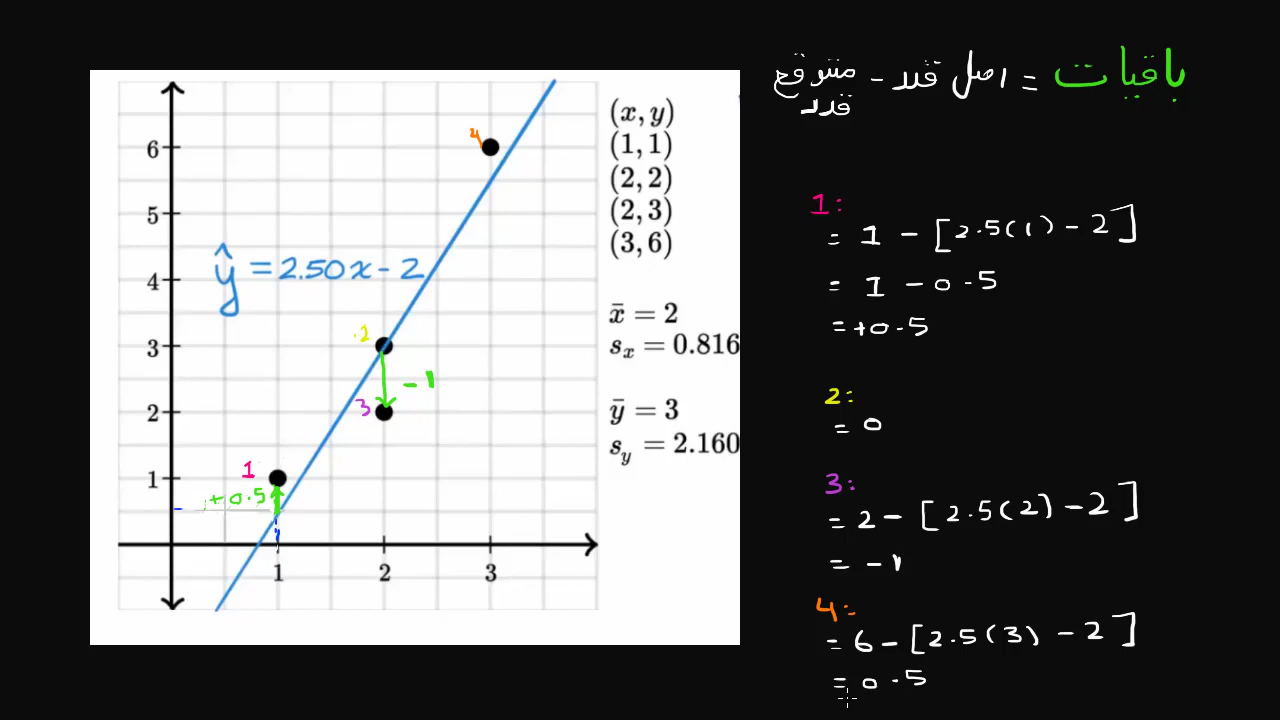 باقیات = اصل قدر - متوقع قدر
(x, y)
(1, 1)
(2, 2)
(2, 3)
(3, 6)
x̄ = 2
sₓ = 0.816
ȳ = 3
s_y = 2.160
ŷ = 2.50x - 2
6
5
4
3
2
1
1
2
3
4
.2
3
1
-1
+0.5
1:
= 1 - [2.5(1) - 2]
= 1 - 0.5
= +0.5
2:
= 0
3:
= 2 - [2.5(2) - 2]
= -1
4:
= 6 - [2.5(3) - 2]
= 0.5